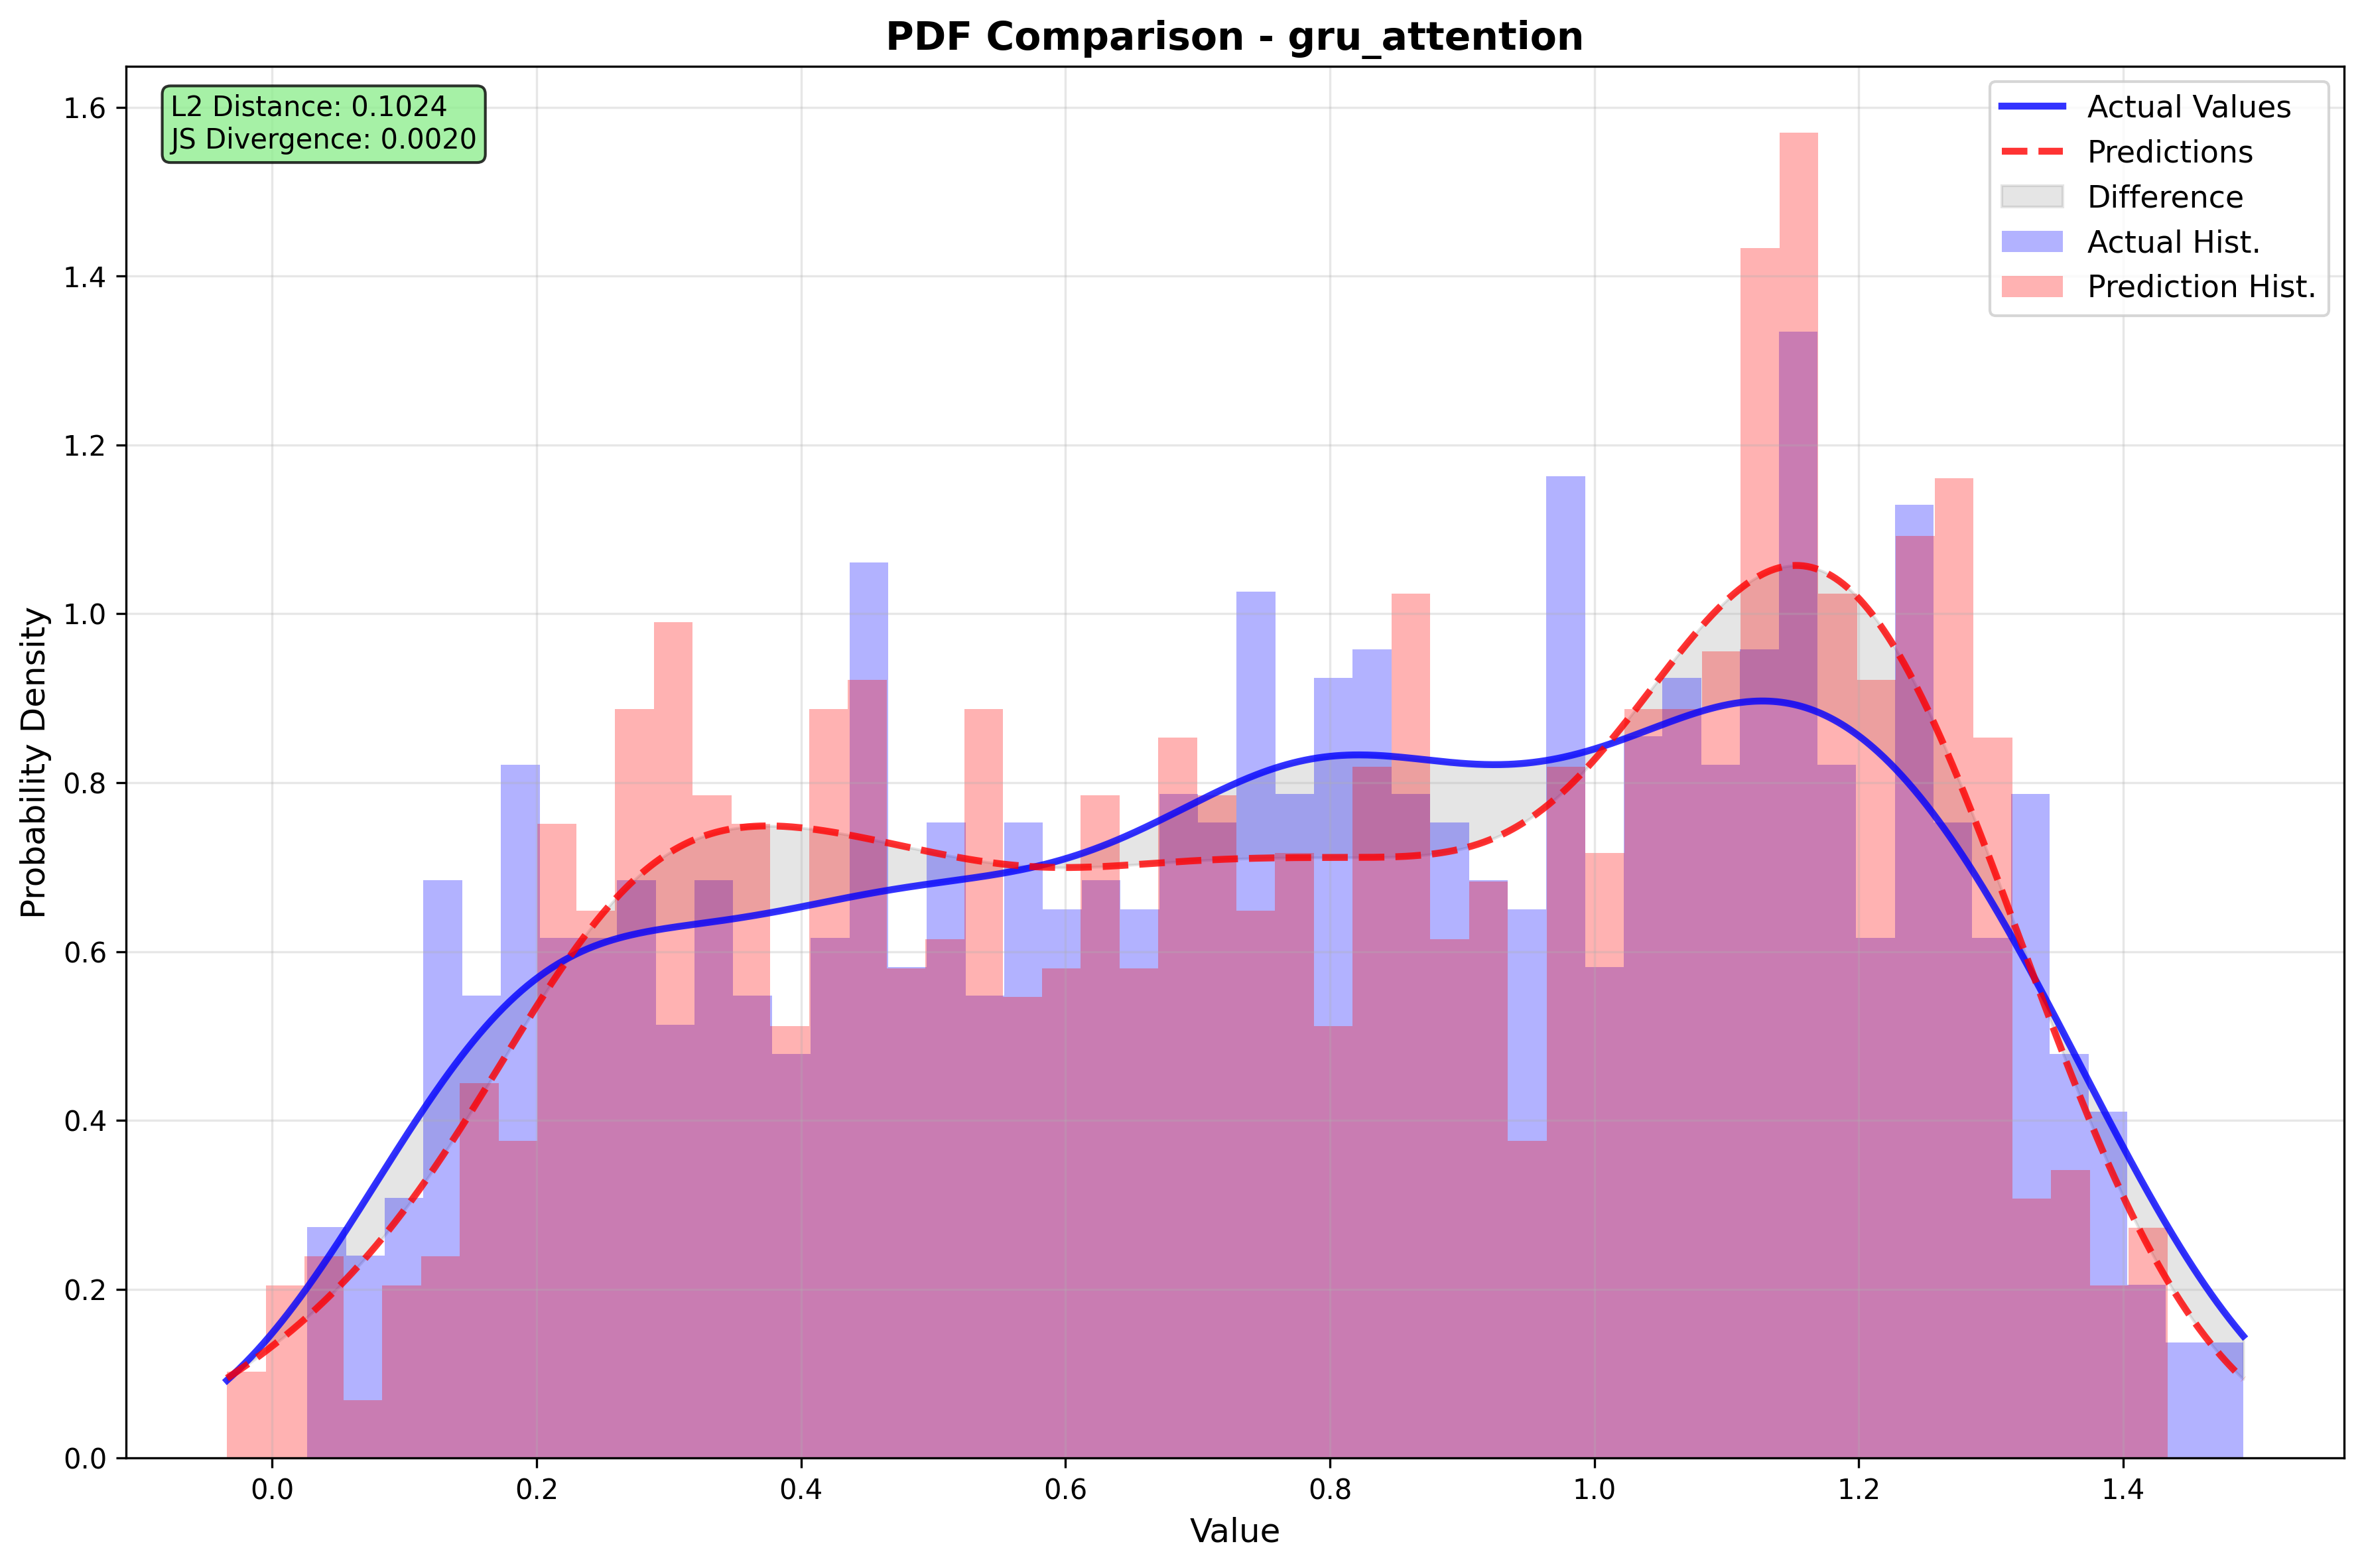 PDF Comparison - gru_attention
L2 Distance: 0.1024
JS Divergence: 0.0020
Actual Values
Predictions
Difference
Actual Hist.
Prediction Hist.
Probability Density
1.6
1.4
1.2
1.0
0.8
0.6
0.4
0.2
0.0
0.0 0.2 0.4 0.6 0.8 1.0 1.2 1.4
Value